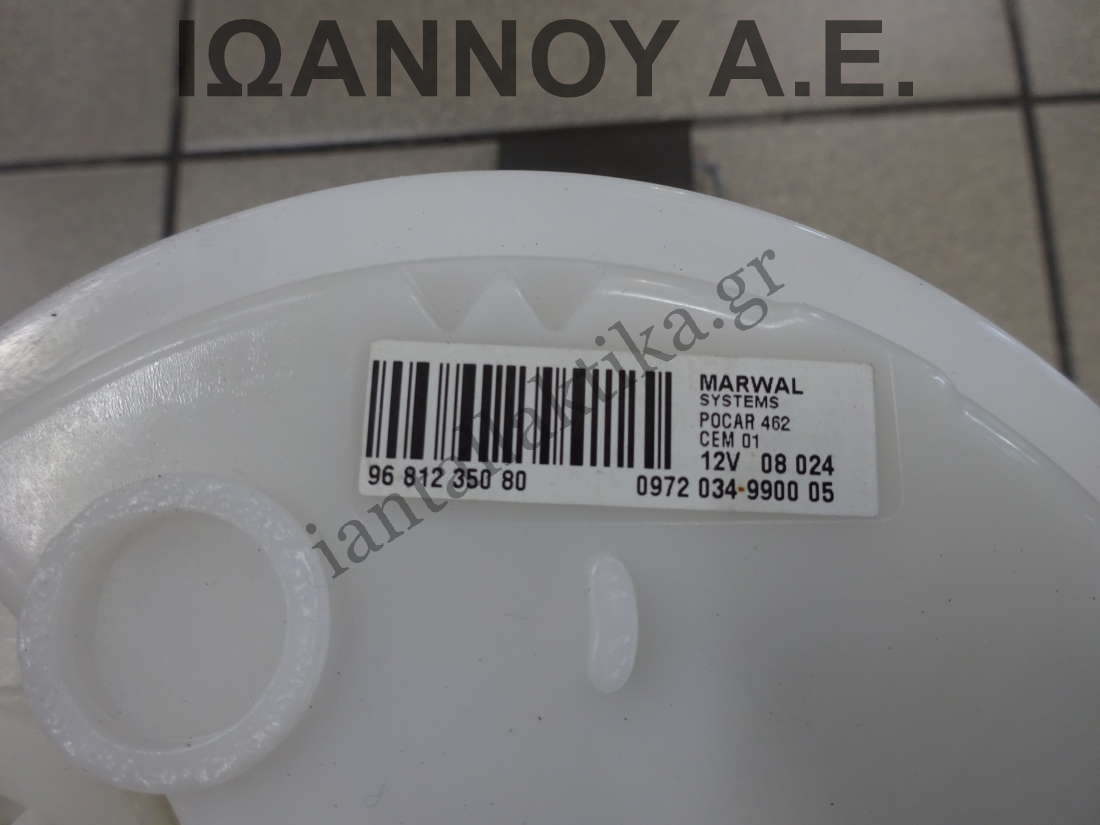 ΙΩΑΝΝΟΥ Α.Ε.
iantallaktika.gr
MARWAL
SYSTEMS
POCAR 462
CEM 01
12V 08 024
96 812 350 80
0972 034-9900 05